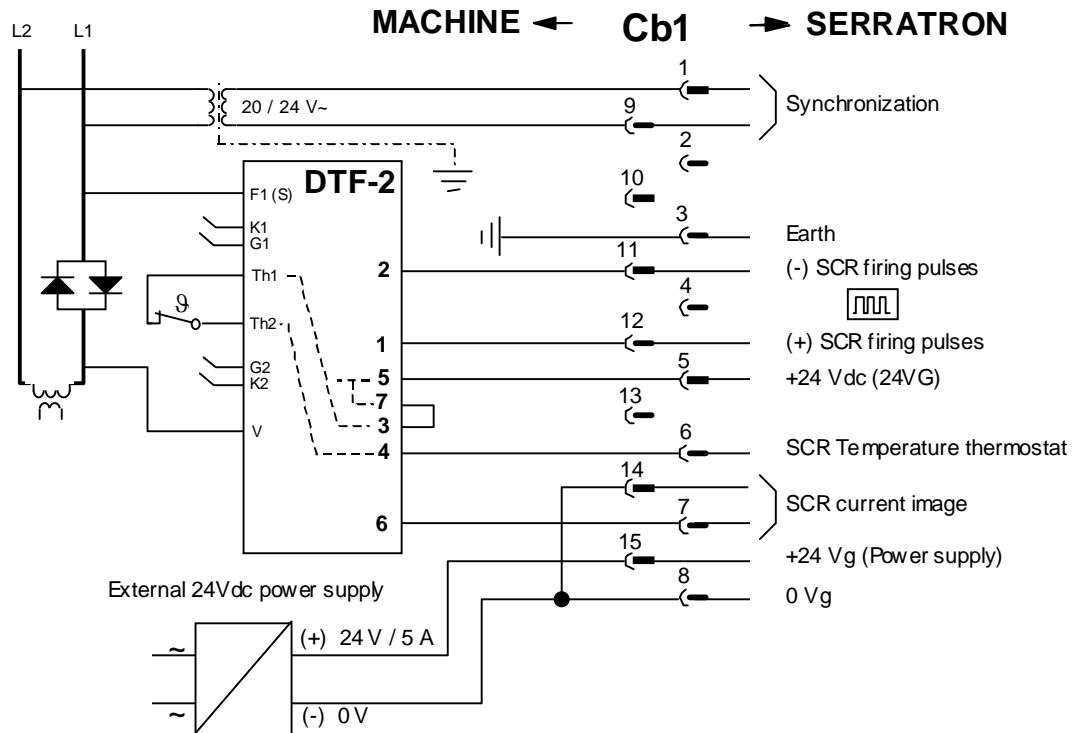 MACHINE
Cb1
SERRATRON
L2
L1
1
20 / 24 V~
9
Synchronization
2
DTF-2
10
F1 (S)
3
K1
G1
Earth
11
2
(-) SCR firing pulses
Th1
4
ϑ
12
Th2
1
(+) SCR firing pulses
G2
K2
5
5
+24 Vdc (24VG)
7
13
3
V
6
4
SCR Temperature thermostat
14
7
SCR current image
6
15
+24 Vg (Power supply)
8
External 24Vdc power supply
0 Vg
(+) 24 V / 5 A
~
~
(-) 0 V